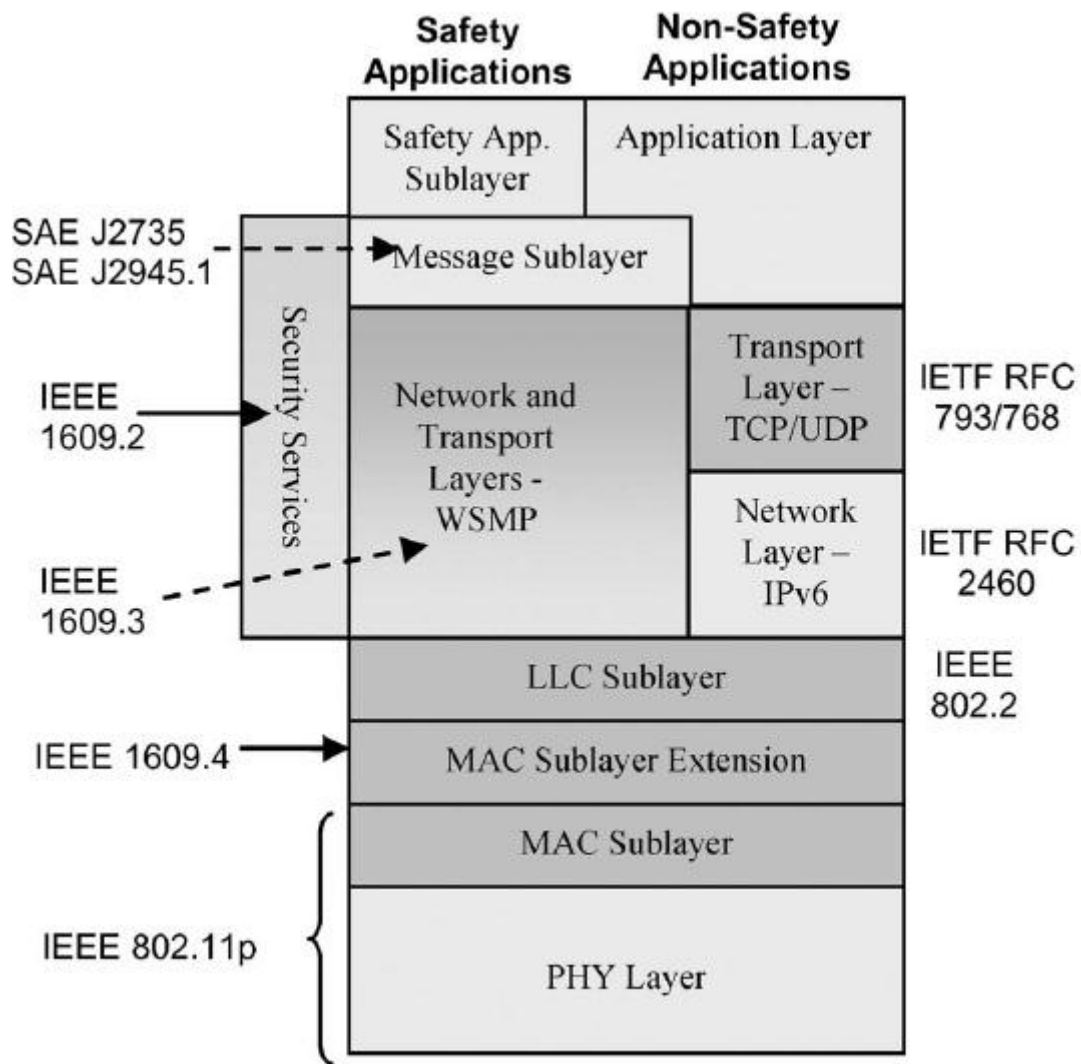 Safety
Applications
Non-Safety
Applications
Safety App.
Sublayer
Application Layer
SAE J2735
SAE J2945.1
Message Sublayer
Security Services
IEEE
1609.2
Network and
Transport
Layers -
WSMP
Transport
Layer –
TCP/UDP
IETF RFC
793/768
IEEE
1609.3
Network
Layer –
IPv6
IETF RFC
2460
LLC Sublayer
IEEE
802.2
IEEE 1609.4
MAC Sublayer Extension
MAC Sublayer
IEEE 802.11p
PHY Layer